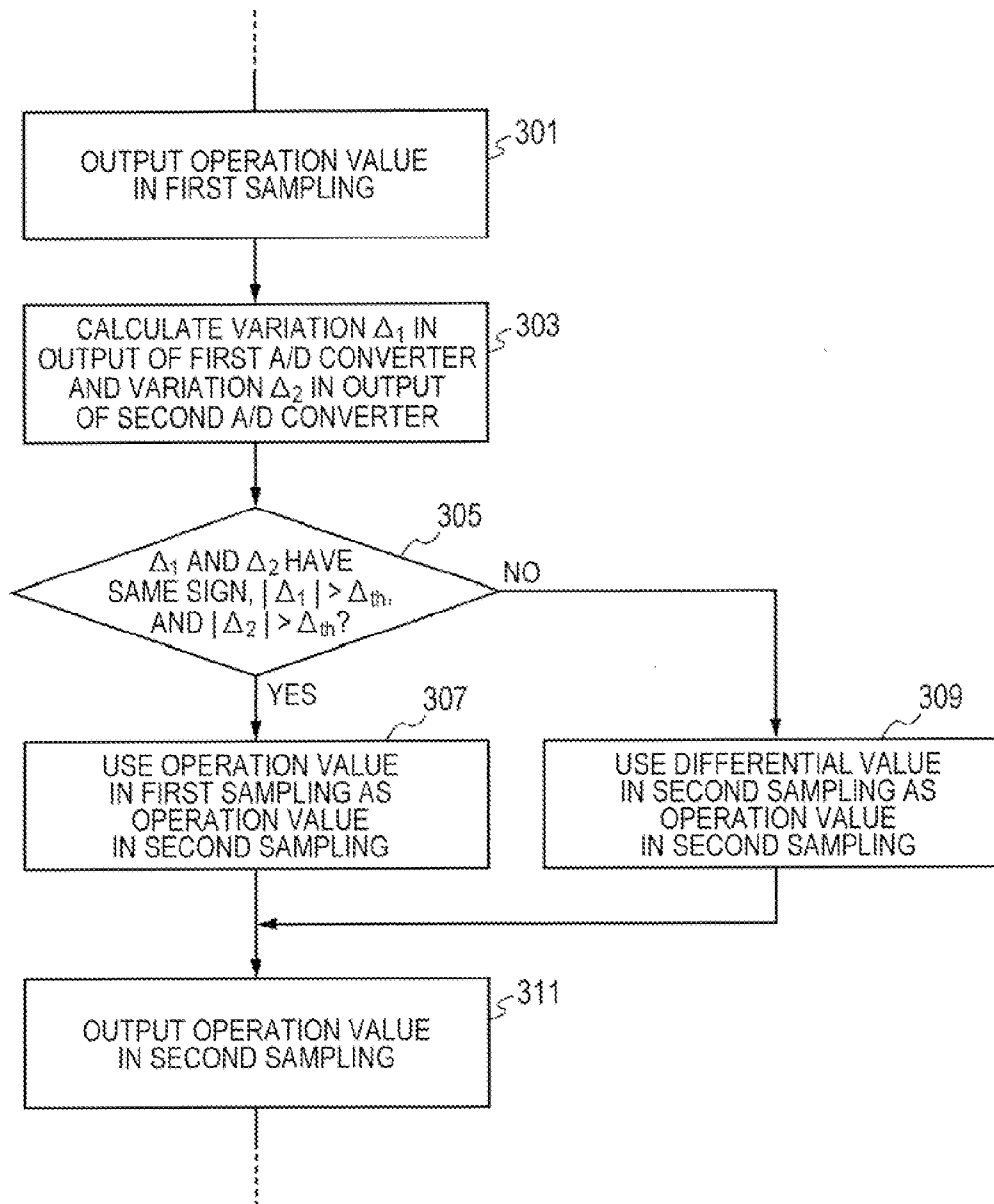 301
OUTPUT OPERATION VALUE
IN FIRST SAMPLING
303
CALCULATE VARIATION Δ₁ IN
OUTPUT OF FIRST A/D CONVERTER
AND VARIATION Δ₂ IN OUTPUT
OF SECOND A/D CONVERTER
305
Δ₁ AND Δ₂ HAVE
SAME SIGN, |Δ₁| > Δth,
AND |Δ₂| > Δth?
NO
YES
307
USE OPERATION VALUE
IN FIRST SAMPLING AS
OPERATION VALUE
IN SECOND SAMPLING
309
USE DIFFERENTIAL VALUE
IN SECOND SAMPLING AS
OPERATION VALUE
IN SECOND SAMPLING
311
OUTPUT OPERATION VALUE
IN SECOND SAMPLING